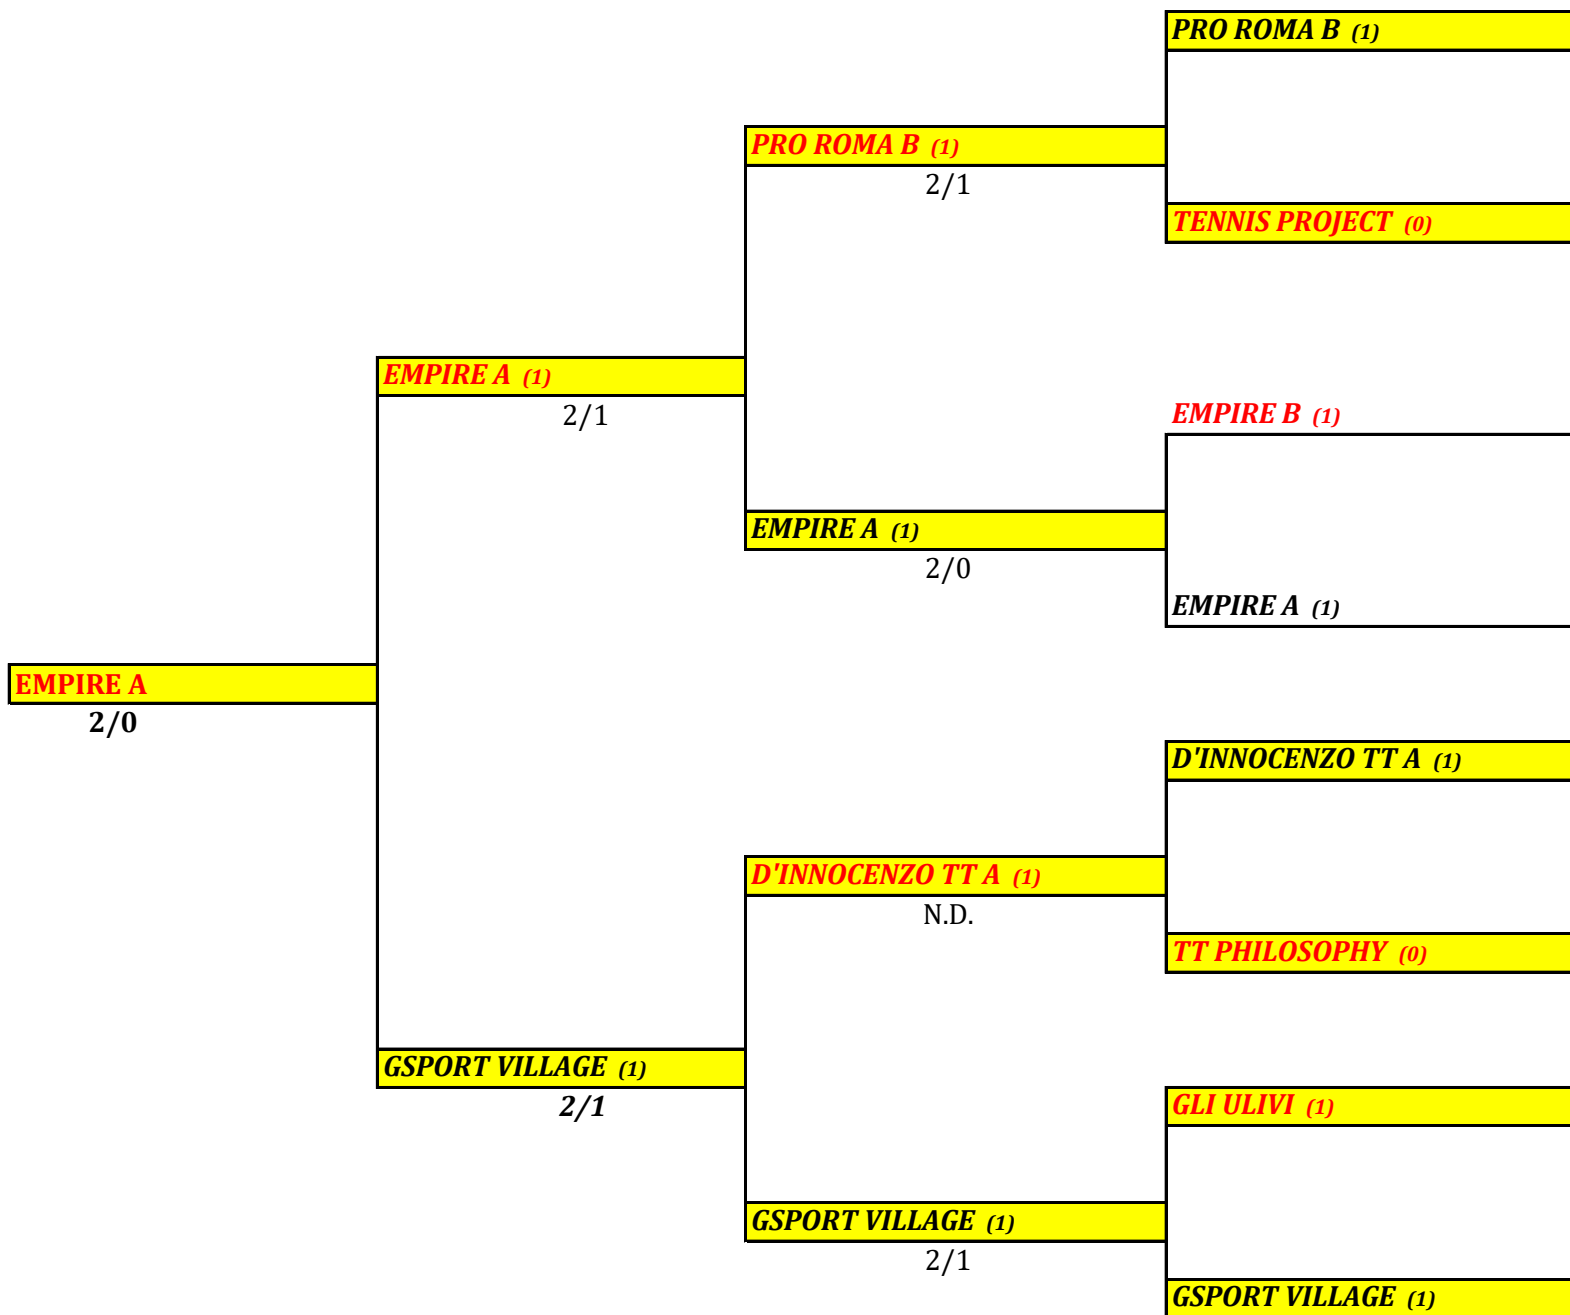 PRO ROMA B (1)
PRO ROMA B (1)
2/1
TENNIS PROJECT (0)
EMPIRE A (1)
2/1
EMPIRE B (1)
EMPIRE A (1)
2/0
EMPIRE A (1)
EMPIRE A
2/0
D'INNOCENZO TT A (1)
D'INNOCENZO TT A (1)
N.D.
TT PHILOSOPHY (0)
GSPORT VILLAGE (1)
2/1
GLI ULIVI (1)
GSPORT VILLAGE (1)
2/1
GSPORT VILLAGE (1)